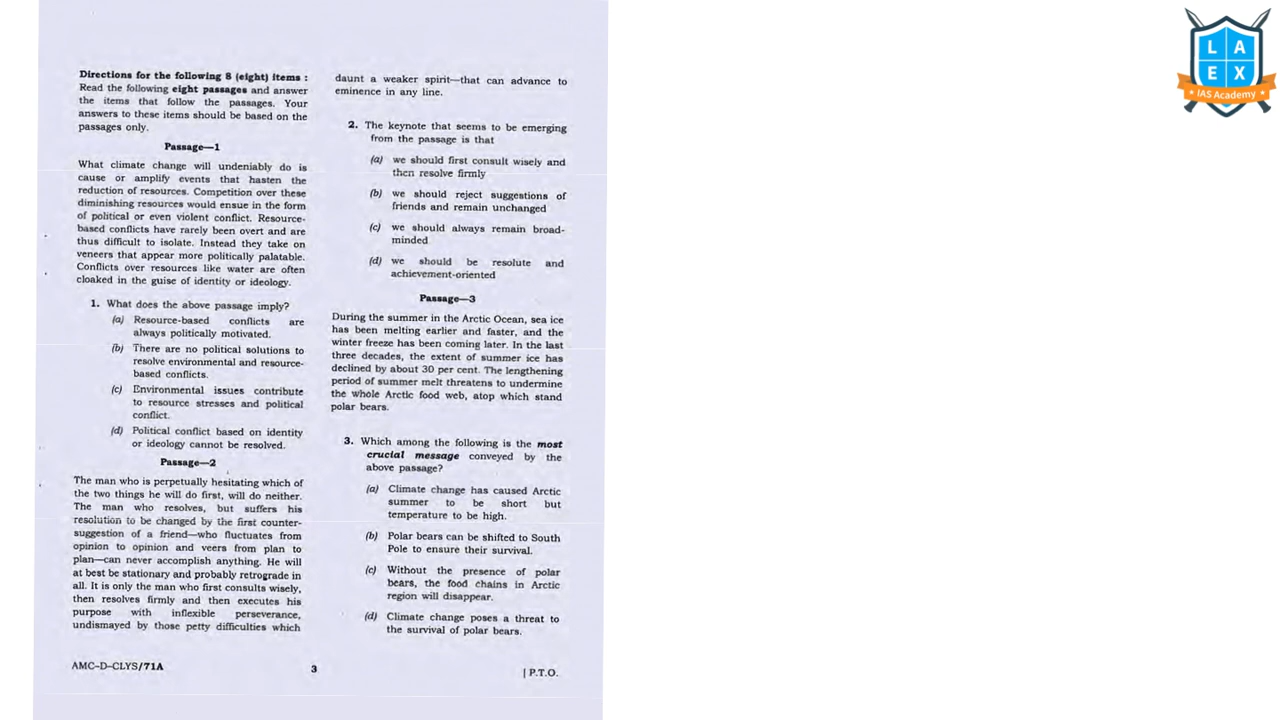 Directions for the following 8 (eight) items :
Read the following eight passages and answer
the items that follow the passages. Your
answers to these items should be based on the
passages only.
Passage—1
What climate change will undeniably do is
cause or amplify events that hasten the
reduction of resources. Competition over these
diminishing resources would ensue in the form
of political or even violent conflict. Resource-
based conflicts have rarely been overt and are
thus difficult to isolate. Instead they take on
veneers that appear more politically palatable.
Conflicts over resources like water are often
cloaked in the guise of identity or ideology.
1. What does the above passage imply?
(a) Resource-based conflicts are
always politically motivated.
(b) There are no political solutions to
resolve environmental and resource-
based conflicts.
(c) Environmental issues contribute
to resource stresses and political
conflict.
(d) Political conflict based on identity
or ideology cannot be resolved.
Passage—2
The man who is perpetually hesitating which of
the two things he will do first, will do neither.
The man who resolves, but suffers his
resolution to be changed by the first counter-
suggestion of a friend—who fluctuates from
opinion to opinion and veers from plan to
plan—can never accomplish anything. He will
at best be stationary and probably retrograde in
all. It is only the man who first consults wisely,
then resolves firmly and then executes his
purpose with inflexible perseverance,
undismayed by those petty difficulties which
daunt a weaker spirit—that can advance to
eminence in any line.
2. The keynote that seems to be emerging
from the passage is that
(a) we should first consult wisely and
then resolve firmly
(b) we should reject suggestions of
friends and remain unchanged
(c) we should always remain broad-
minded
(d) we should be resolute and
achievement-oriented
Passage—3
During the summer in the Arctic Ocean, sea ice
has been melting earlier and faster, and the
winter freeze has been coming later. In the last
three decades, the extent of summer ice has
declined by about 30 per cent. The lengthening
period of summer melt threatens to undermine
the whole Arctic food web, atop which stand
polar bears.
3. Which among the following is the most
crucial message conveyed by the
above passage?
(a) Climate change has caused Arctic
summer to be short but
temperature to be high.
(b) Polar bears can be shifted to South
Pole to ensure their survival.
(c) Without the presence of polar
bears, the food chains in Arctic
region will disappear.
(d) Climate change poses a threat to
the survival of polar bears.
AMC-D-CLYS/71A
3
[ P.T.O.
L A
E X
IAS Academy